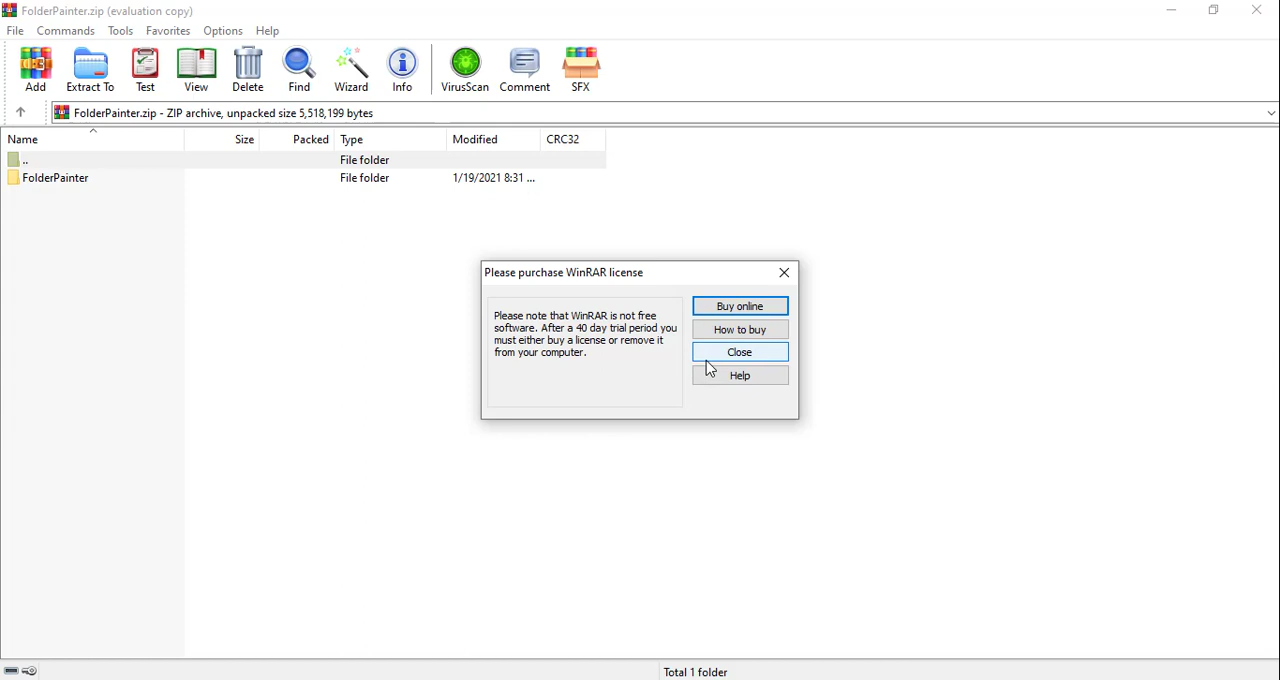 FolderPainter.zip (evaluation copy)
File Commands Tools Favorites Options Help
Add Extract To Test View Delete Find Wizard Info VirusScan Comment SFX
FolderPainter.zip - ZIP archive, unpacked size 5,518,199 bytes
Name Size Packed Type Modified CRC32
.. File folder
FolderPainter File folder 1/19/2021 8:31 ...
Please purchase WinRAR license
Please note that WinRAR is not free
software. After a 40 day trial period you
must either buy a license or remove it
from your computer.
Buy online
How to buy
Close
Help
Total 1 folder